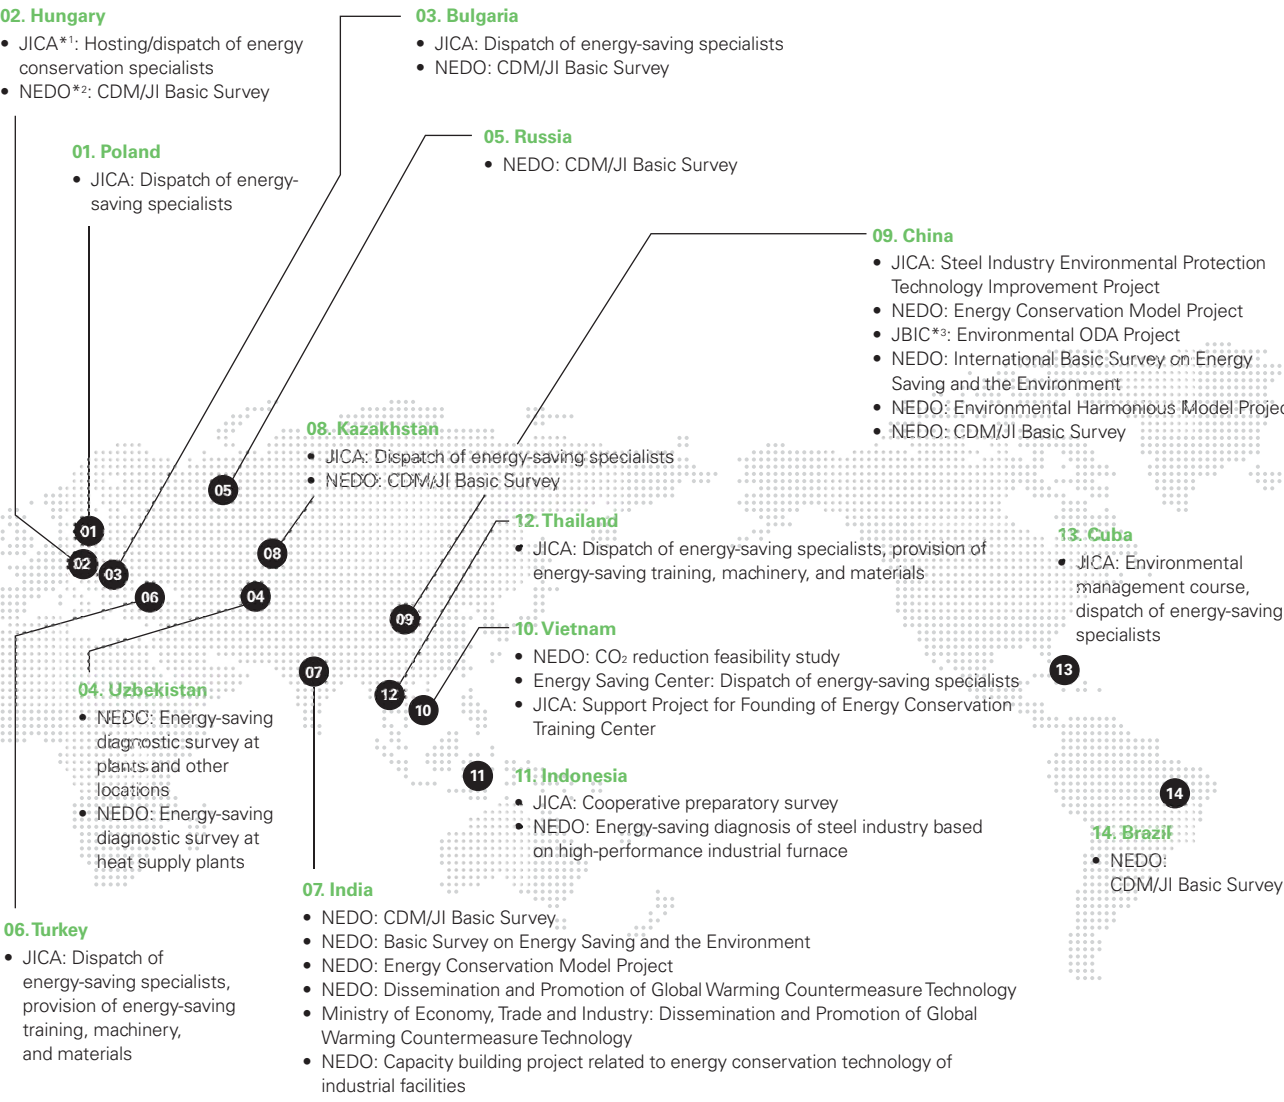 02. Hungary
• JICA*1: Hosting/dispatch of energy
conservation specialists
• NEDO*2: CDM/JI Basic Survey
03. Bulgaria
• JICA: Dispatch of energy-saving specialists
• NEDO: CDM/JI Basic Survey
01. Poland
• JICA: Dispatch of energy-
saving specialists
05. Russia
• NEDO: CDM/JI Basic Survey
09. China
• JICA: Steel Industry Environmental Protection
Technology Improvement Project
• NEDO: Energy Conservation Model Project
• JBIC*3: Environmental ODA Project
• NEDO: International Basic Survey on Energy
Saving and the Environment
• NEDO: Environmental Harmonious Model Projec
• NEDO: CDM/JI Basic Survey
08. Kazakhstan
• JICA: Dispatch of energy-saving specialists
• NEDO: CDM/JI Basic Survey
12. Thailand
• JICA: Dispatch of energy-saving specialists, provision of
energy-saving training, machinery, and materials
13. Cuba
• JICA: Environmental
management course,
dispatch of energy-saving
specialists
10. Vietnam
• NEDO: CO2 reduction feasibility study
• Energy Saving Center: Dispatch of energy-saving specialists
• JICA: Support Project for Founding of Energy Conservation
Training Center
04. Uzbekistan
• NEDO: Energy-saving
diagnostic survey at
plants and other
locations
• NEDO: Energy-saving
diagnostic survey at
heat supply plants
11. Indonesia
• JICA: Cooperative preparatory survey
• NEDO: Energy-saving diagnosis of steel industry based
on high-performance industrial furnace
14. Brazil
• NEDO:
CDM/JI Basic Survey
07. India
• NEDO: CDM/JI Basic Survey
• NEDO: Basic Survey on Energy Saving and the Environment
• NEDO: Energy Conservation Model Project
• NEDO: Dissemination and Promotion of Global Warming Countermeasure Technology
• Ministry of Economy, Trade and Industry: Dissemination and Promotion of Global
Warming Countermeasure Technology
• NEDO: Capacity building project related to energy conservation technology of
industrial facilities
06. Turkey
• JICA: Dispatch of
energy-saving specialists,
provision of energy-saving
training, machinery,
and materials
05
01
02
03
08
06
04
09
07
12
10
13
11
14